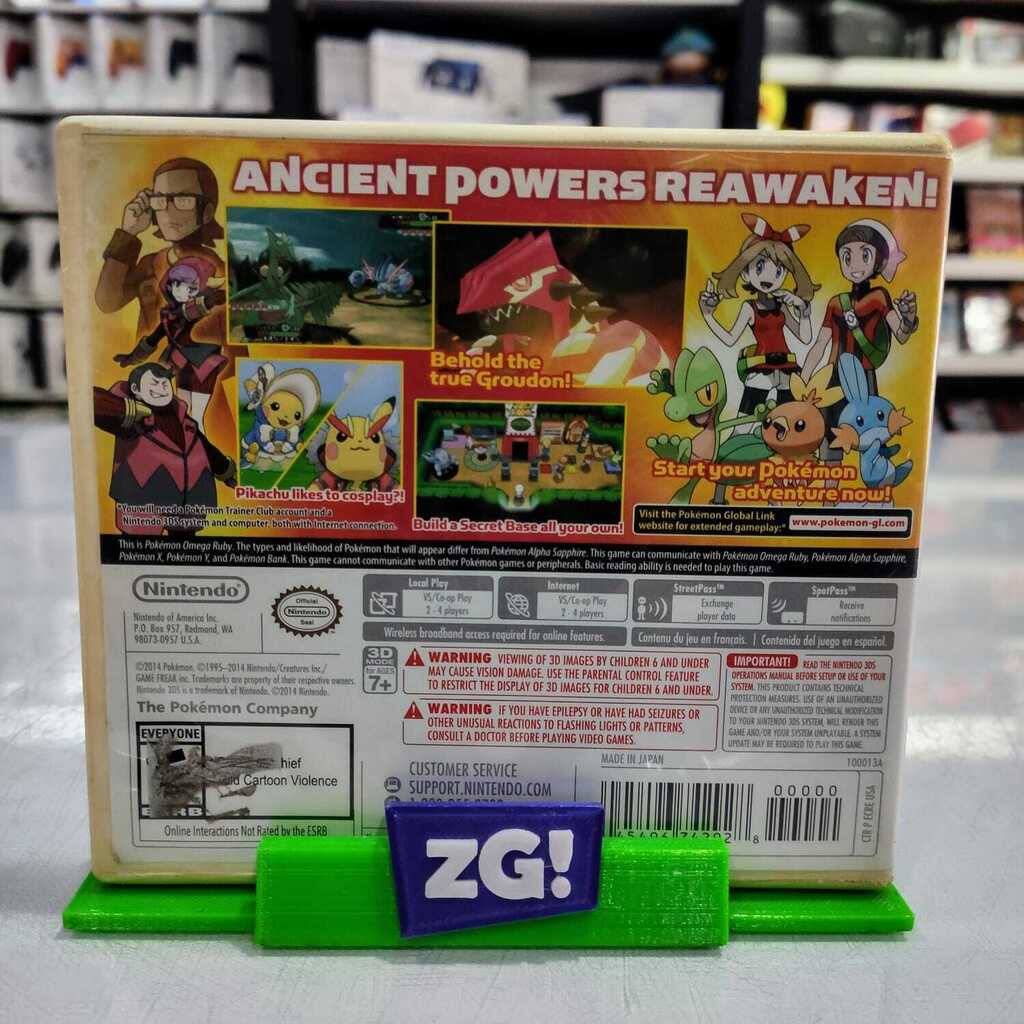 ANCIENT POWERS REAWAKEN!
Behold the
true Groudon!
Pikachu likes to cosplay?!
*You will need a Pokémon Trainer Club account and a
Nintendo 3DS system and computer, both with Internet connection.
Build a Secret Base all your own!
Start your Pokémon
adventure now!
Visit the Pokémon Global Link
website for extended gameplay:*
www.pokemon-gl.com
This is Pokémon Omega Ruby. The types and likelihood of Pokémon that will appear differ from Pokémon Alpha Sapphire. This game can communicate with Pokémon Omega Ruby, Pokémon Alpha Sapphire,
Pokémon X, Pokémon Y, and Pokémon Bank. This game cannot communicate with other Pokémon games or peripherals. Basic reading ability is needed to play this game.
Nintendo
Nintendo of America Inc.
P.O. Box 957, Redmond, WA
98073-0957 U.S.A.
Official
Nintendo
Seal
Local Play
VS/Co-op Play
2 - 4 players
Internet
VS/Co-op Play
2 - 4 players
StreetPass™
Exchange
player data
SpotPass™
Receive
notifications
Wireless broadband access required for online features.
Contenu du jeu en français.
Contenido del juego en español.
©2014 Pokémon. ©1995–2014 Nintendo/Creatures Inc./
GAME FREAK inc. Trademarks are property of their respective owners.
Nintendo 3DS is a trademark of Nintendo. ©2014 Nintendo.
The Pokémon Company
3D
MODE
for AGES
7+
WARNING VIEWING OF 3D IMAGES BY CHILDREN 6 AND UNDER
MAY CAUSE VISION DAMAGE. USE THE PARENTAL CONTROL FEATURE
TO RESTRICT THE DISPLAY OF 3D IMAGES FOR CHILDREN 6 AND UNDER.
WARNING IF YOU HAVE EPILEPSY OR HAVE HAD SEIZURES OR
OTHER UNUSUAL REACTIONS TO FLASHING LIGHTS OR PATTERNS,
CONSULT A DOCTOR BEFORE PLAYING VIDEO GAMES.
IMPORTANT! READ THE NINTENDO 3DS
OPERATIONS MANUAL BEFORE SETUP OR USE OF YOUR
SYSTEM. THIS PRODUCT CONTAINS TECHNICAL
PROTECTION MEASURES. USE OF AN UNAUTHORIZED
DEVICE OR ANY UNAUTHORIZED TECHNICAL MODIFICATION
TO YOUR NINTENDO 3DS SYSTEM, WILL RENDER THIS
GAME AND/OR YOUR SYSTEM UNPLAYABLE. A SYSTEM
UPDATE MAY BE REQUIRED TO PLAY THIS GAME.
EVERYONE
hief
Cartoon Violence
Online Interactions Not Rated by the ESRB
CUSTOMER SERVICE
SUPPORT.NINTENDO.COM
MADE IN JAPAN
100013A
00000
8
CTR P ECRE USA
ZG!